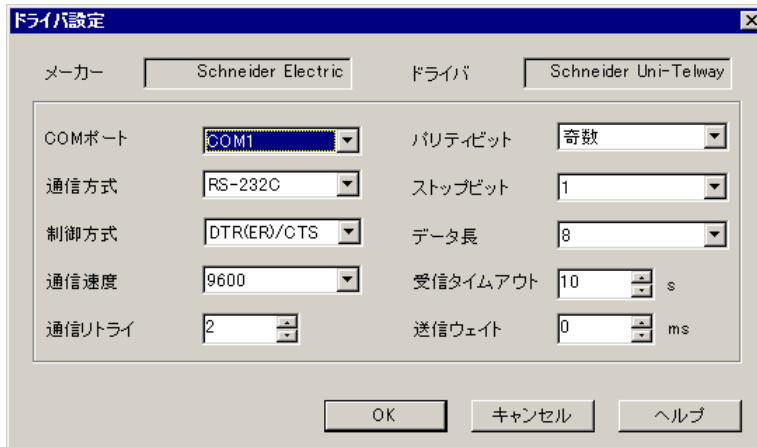 ドライバ設定
メーカー Schneider Electric ドライバ Schneider Uni-Telway
COMポート COM1 パリティビット 奇数
通信方式 RS-232C ストップビット 1
制御方式 DTR(ER)/CTS データ長 8
通信速度 9600 受信タイムアウト 10 s
通信リトライ 2 送信ウェイト 0 ms
OK キャンセル ヘルプ